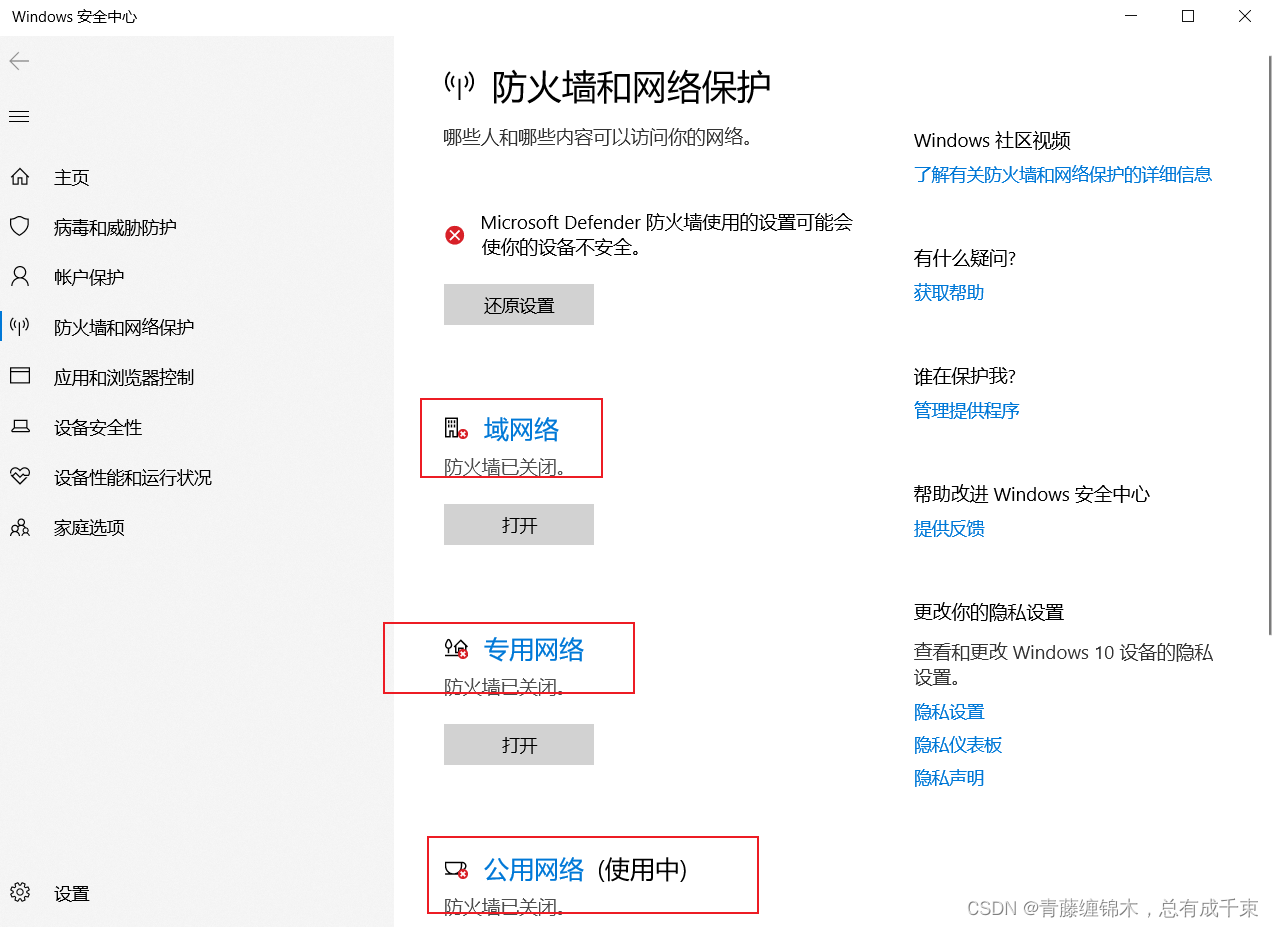 Windows 安全中心
主页
病毒和威胁防护
帐户保护
防火墙和网络保护
应用和浏览器控制
设备安全性
设备性能和运行状况
家庭选项
设置
防火墙和网络保护
哪些人和哪些内容可以访问你的网络。
Microsoft Defender 防火墙使用的设置可能会
使你的设备不安全。
还原设置
域网络
防火墙已关闭。
打开
专用网络
防火墙已关闭。
打开
公用网络 (使用中)
防火墙已关闭。
Windows 社区视频
了解有关防火墙和网络保护的详细信息
有什么疑问?
获取帮助
谁在保护我?
管理提供程序
帮助改进 Windows 安全中心
提供反馈
更改你的隐私设置
查看和更改 Windows 10 设备的隐私
设置。
隐私设置
隐私仪表板
隐私声明
CSDN @青藤缠锦木，总有成千束